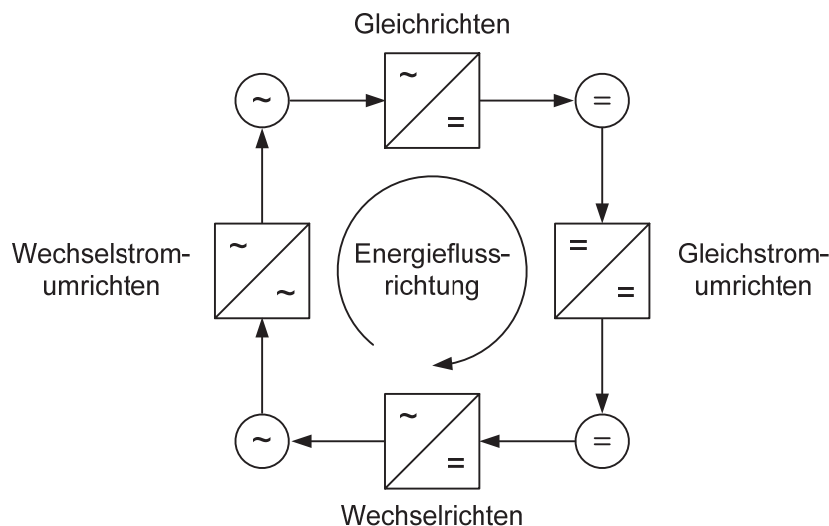 Gleichrichten
~
~
=
=
Wechselstrom-
umrichten
~
~
Energiefluss-
richtung
=
=
Gleichstrom-
umrichten
~
~
=
=
Wechselrichten